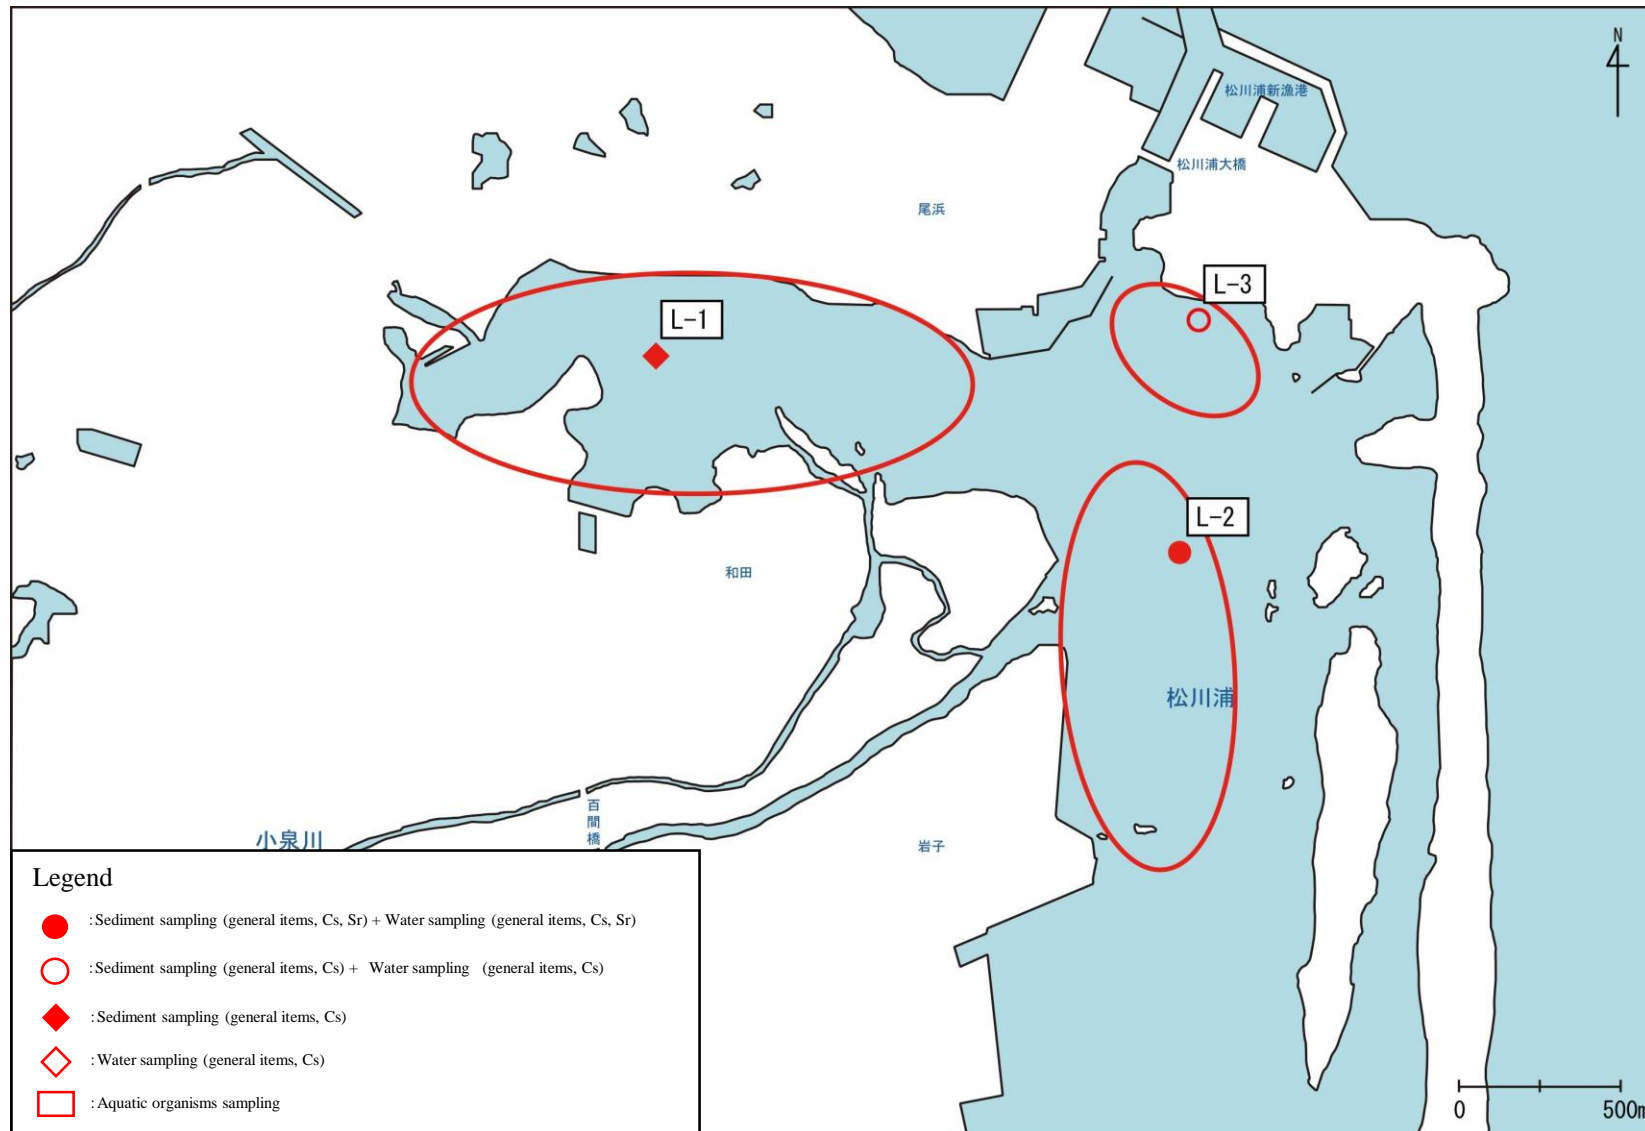 N
松川浦新漁港
松川浦大橋
尾浜
L-3
L-1
L-2
和田
松川浦
百間橋
小泉川
岩子
Legend
:Sediment sampling (general items, Cs, Sr) + Water sampling (general items, Cs, Sr)
:Sediment sampling (general items, Cs) + Water sampling (general items, Cs)
:Sediment sampling (general items, Cs)
:Water sampling (general items, Cs)
:Aquatic organisms sampling
0 500m